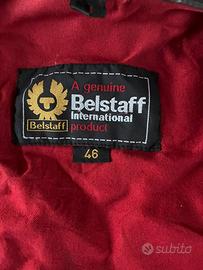 A genuine
Belstaff
International
product
Belstaff
46
subito